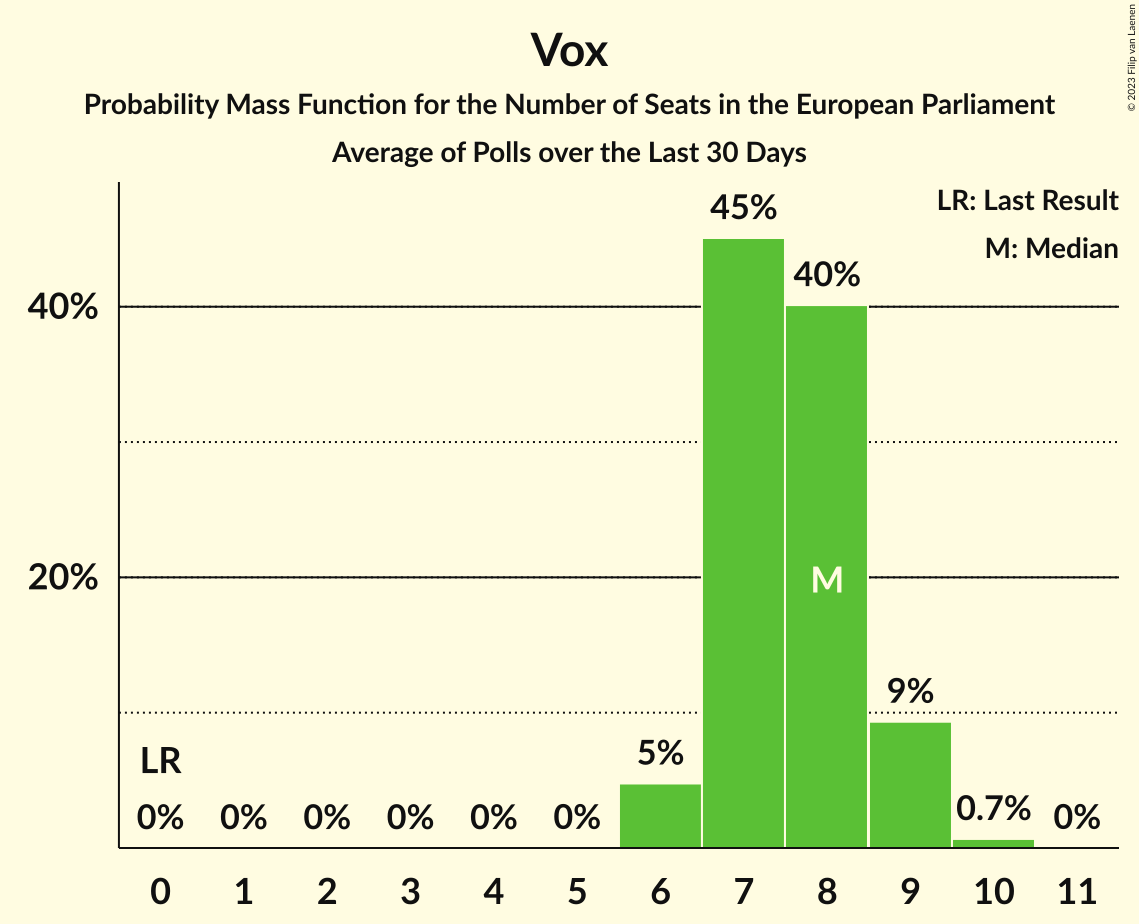 Vox
Probability Mass Function for the Number of Seats in the European Parliament
Average of Polls over the Last 30 Days
© 2023 Filip van Laenen
LR: Last Result
M: Median
45%
40%
40%
20%
M
9%
5%
LR
0% 0% 0% 0% 0% 0% 0.7% 0%
0 1 2 3 4 5 6 7 8 9 10 11